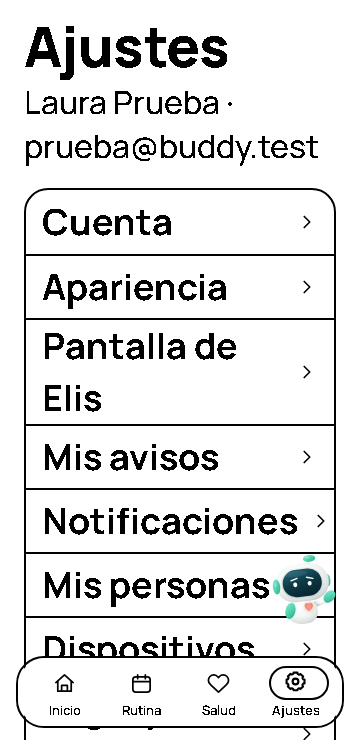 Ajustes
Laura Prueba ·
prueba@buddy.test
Cuenta
Apariencia
Pantalla de
Elis
Mis avisos
Notificaciones
Mis personas
Dispositivos
Inicio
Rutina
Salud
Ajustes